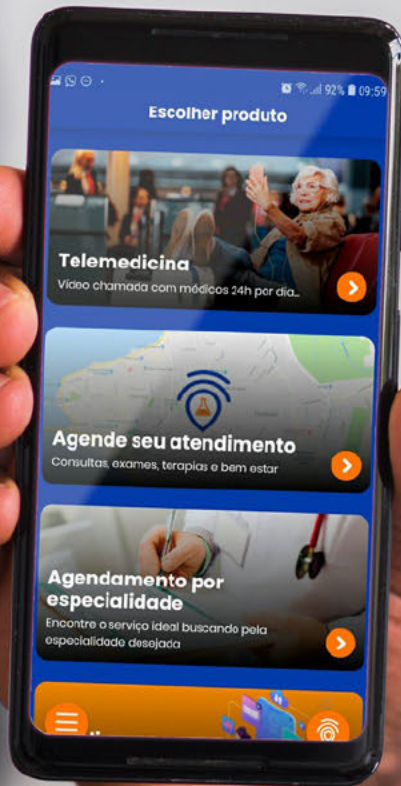 92% 09:59
Escolher produto
Telemedicina
Vídeo chamada com médicos 24h por dia...
Agende seu atendimento
Consultas, exames, terapias e bem estar
Agendamento por
especialidade
Encontre o serviço ideal buscando pela
especialidade desejada